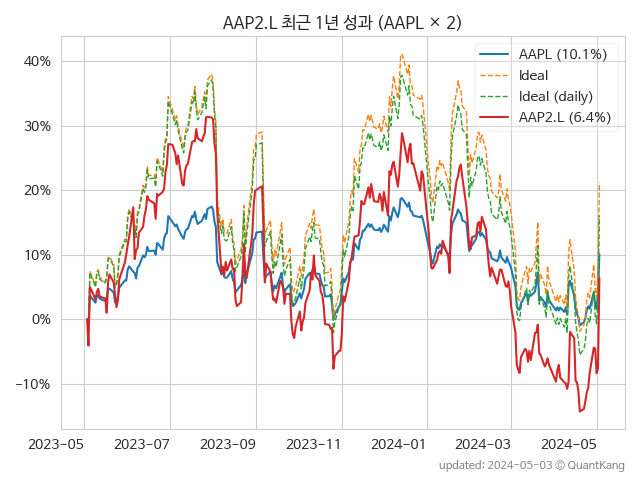 AAP2.L 최근 1년 성과 (AAPL × 2)
AAPL (10.1%)
Ideal
Ideal (daily)
AAP2.L (6.4%)
40%
30%
20%
10%
0%
−10%
2023-05
2023-07
2023-09
2023-11
2024-01
2024-03
2024-05
updated: 2024-05-03 ⓒ QuantKang